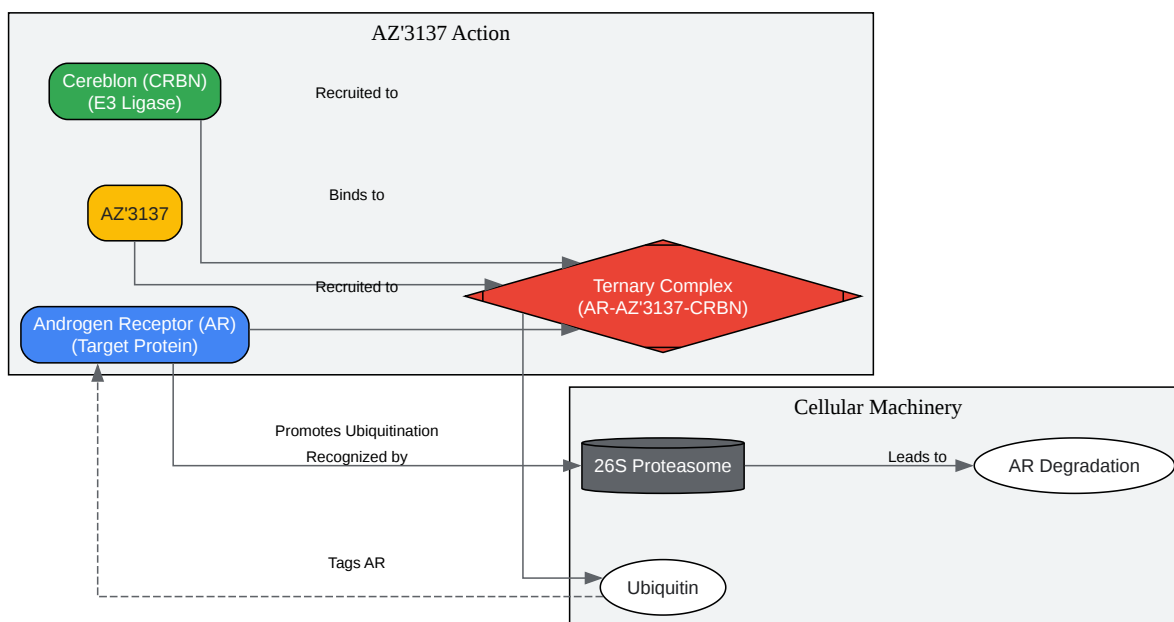 AZ'3137 Action
Cereblon (CRBN)
(E3 Ligase)
Recruited to
Binds to
AZ'3137
Recruited to
Ternary Complex
(AR-AZ'3137-CRBN)
Androgen Receptor (AR)
(Target Protein)
Cellular Machinery
Promotes Ubiquitination
Recognized by
26S Proteasome
Leads to
AR Degradation
Tags AR
Ubiquitin